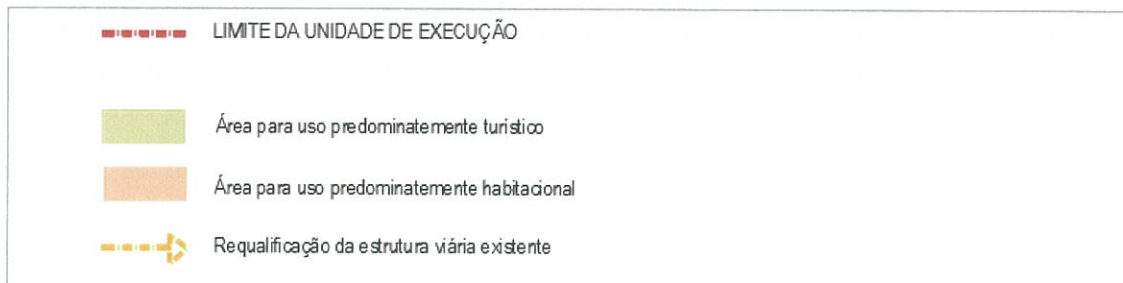 LIMITE DA UNIDADE DE EXECUÇÃO
Área para uso predominatemente turístico
Área para uso predominatemente habitacional
Requalificação da estrutura viária existente